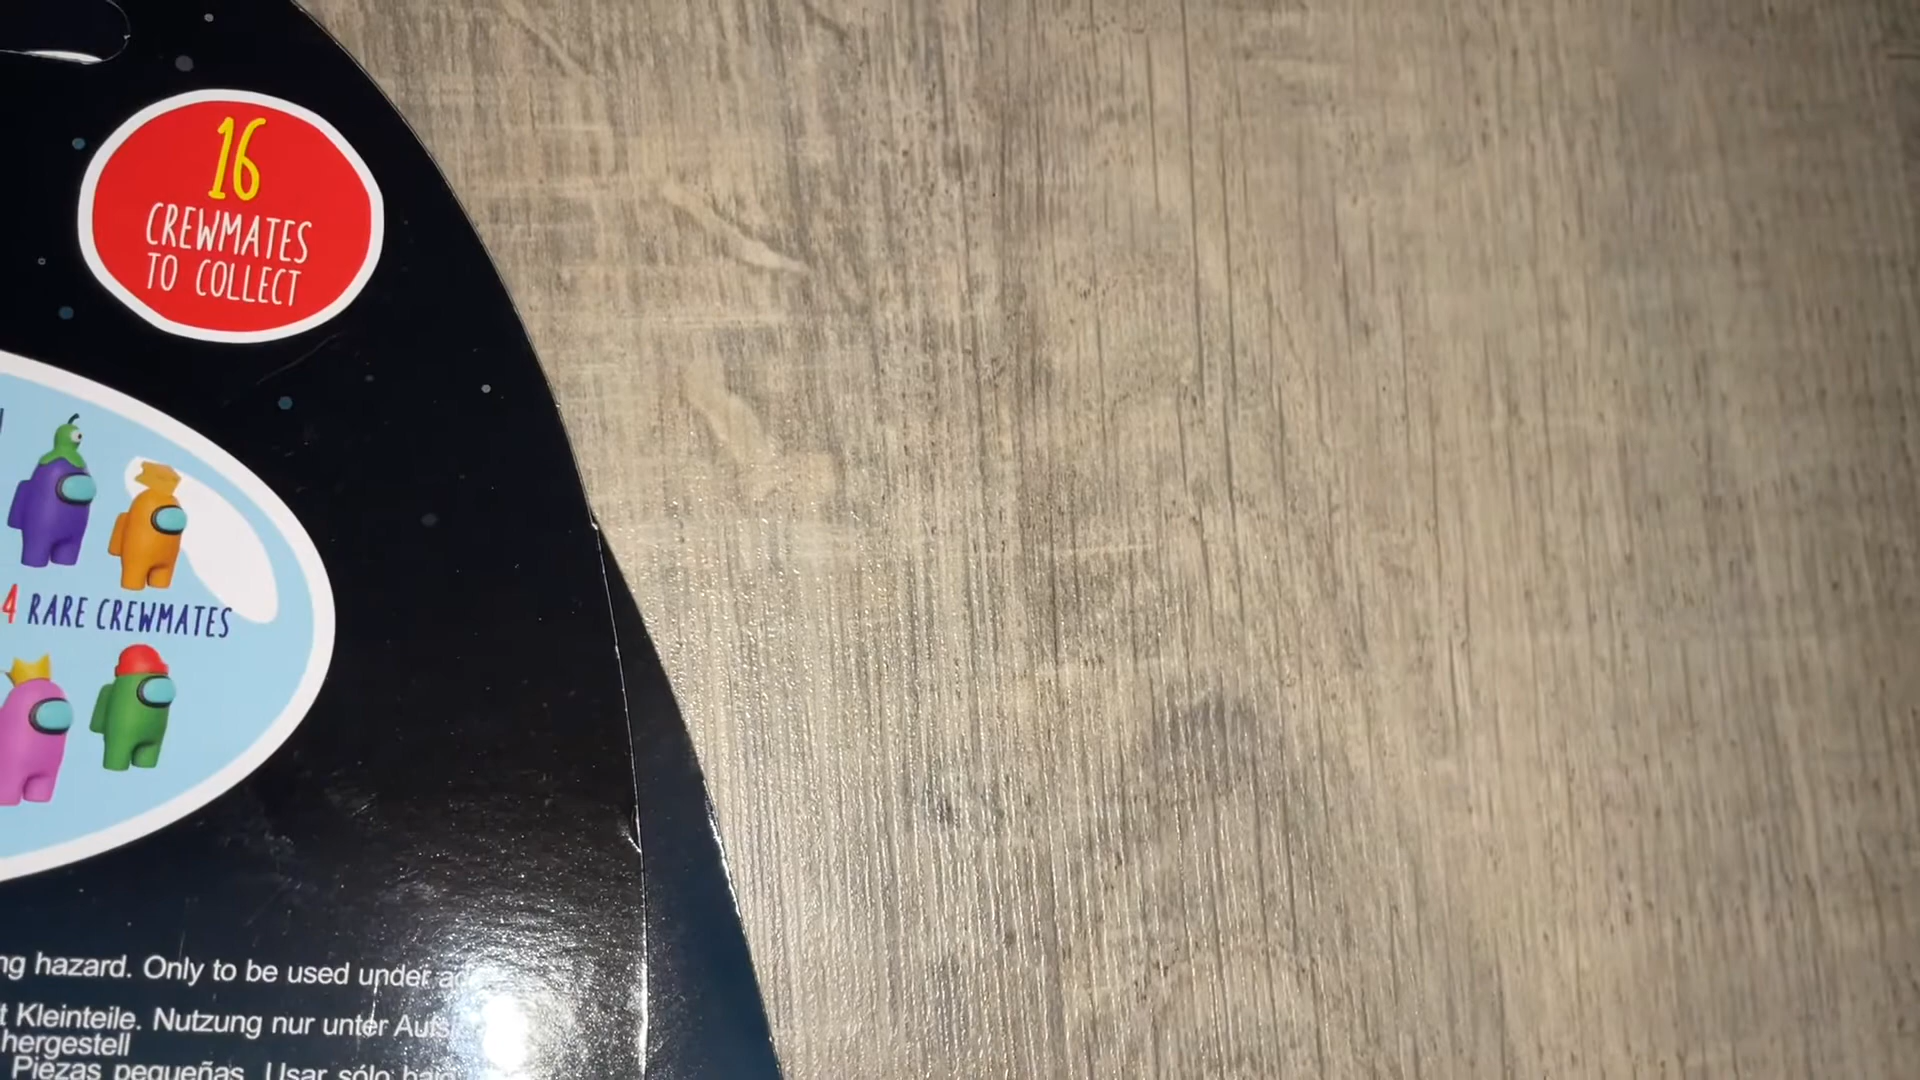 16
CREWMATES
TO COLLECT
4 RARE CREWMATES
hazard. Only to be used under
Kleinteile. Nutzung nur unter
hergestell
Piezas pequeñas. Usar sólo bajo